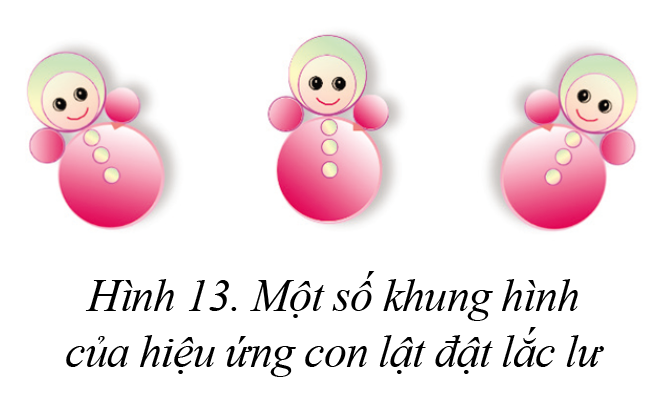 Hình 13. Một số khung hình
của hiệu ứng con lật đật lắc lư